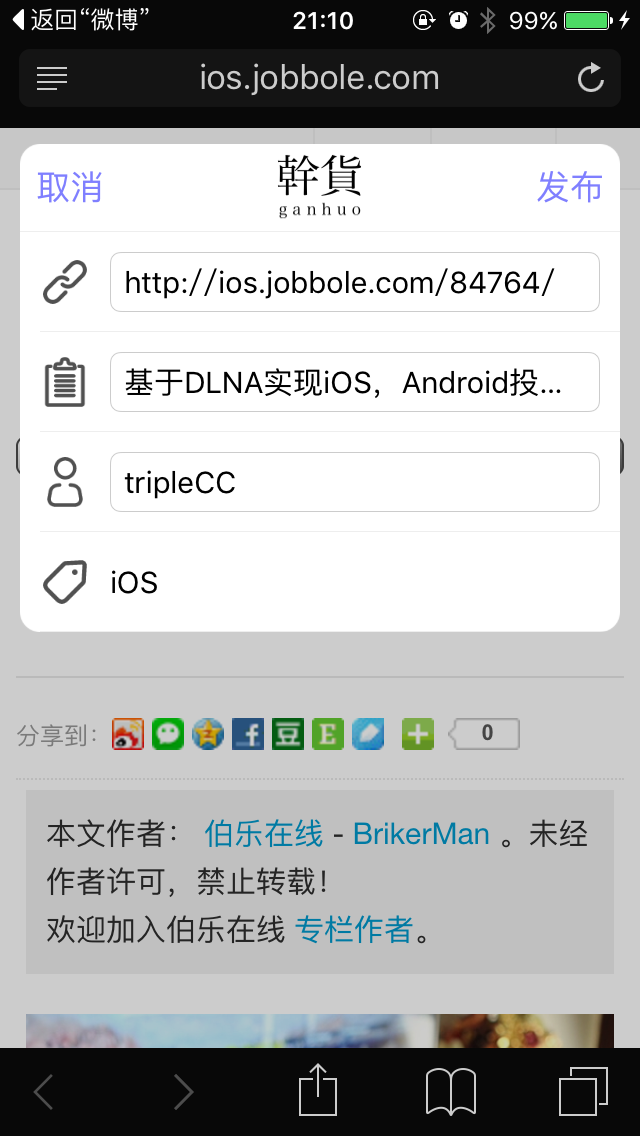 返回“微博”
21:10
99%
ios.jobbole.com
取消
幹貨
ganhuo
发布
http://ios.jobbole.com/84764/
基于DLNA实现iOS，Android投...
tripleCC
iOS
分享到：
豆
E
0
本文作者： 伯乐在线 - BrikerMan 。未经
作者许可，禁止转载！
欢迎加入伯乐在线 专栏作者。